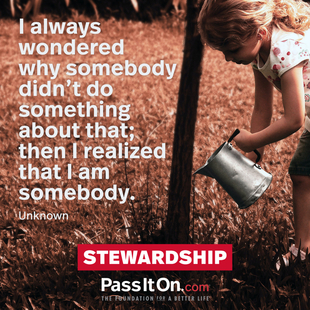 I always
wondered
why somebody
didn't do
something
about that;
then I realized
that I am
somebody.
Unknown
STEWARDSHIP
PassItOn.com
THE FOUNDATION FOR A BETTER LIFE